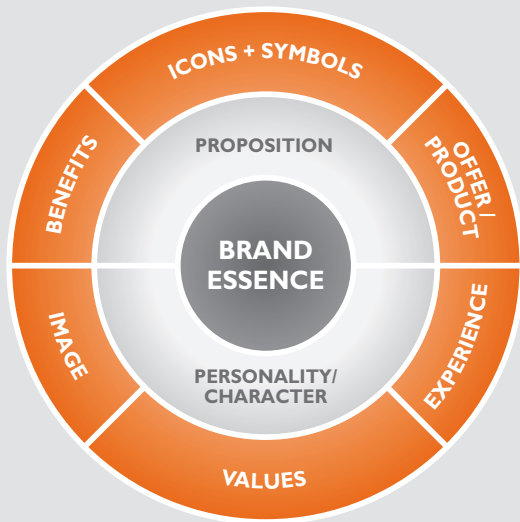 ICONS + SYMBOLS
OFFER /
PRODUCT
EXPERIENCE
VALUES
IMAGE
BENEFITS
PROPOSITION
BRAND
ESSENCE
PERSONALITY/
CHARACTER